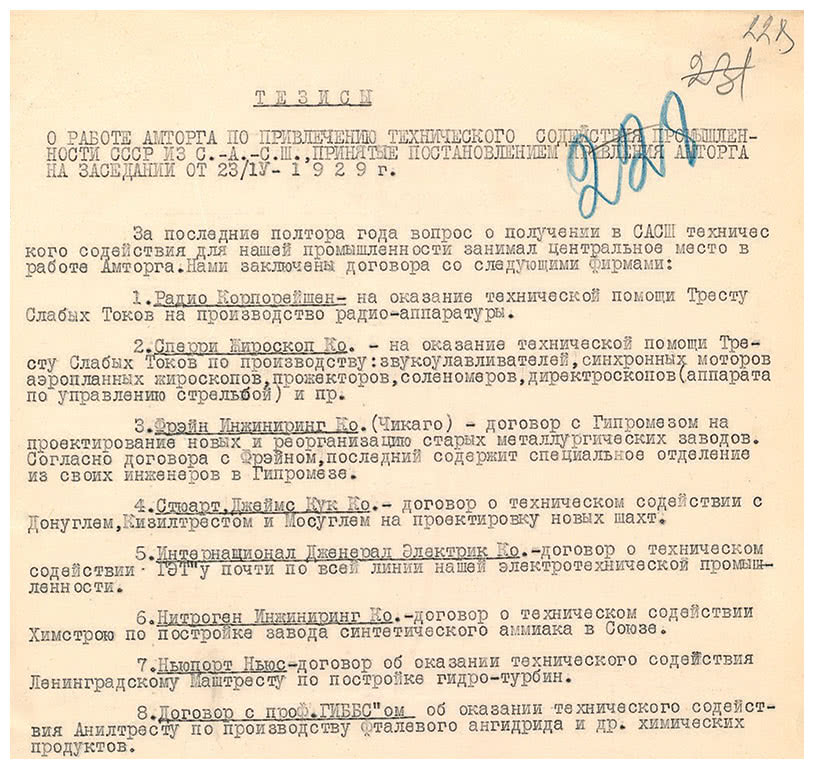 229
231
228
ТЕЗИСЫ
О РАБОТЕ АМТОРГА ПО ПРИВЛЕЧЕНИЮ ТЕХНИЧЕСКОГО СОДЕЙСТВИЯ ПРОМЫШЛЕН-
НОСТИ СССР ИЗ С.-А.-С.Ш.,ПРИНЯТЫЕ ПОСТАНОВЛЕНИЕМ ПРАВЛЕНИЯ АМТОРГА
НА ЗАСЕДАНИИ ОТ 23/1У- 1 9 2 9 г.
За последние полтора года вопрос о получении в САСШ техничес
кого содействия для нашей промышленности занимал центральное место в
работе Амторга.Нами заключены договора со следующими фирмами:
1.Радио Корпорейшен- на оказание технической помощи Тресту
Слабых Токов на производство радио-аппаратуры.
2.Сперри Жироскоп Ко. - на оказание технической помощи Тре-
сту Слабых Токов по производству:звукоулавливателей,синхронных моторов
аэропланных жироскопов,прожекторов,соленомеров,директроскопов(аппарата
по управлению стрельбой) и пр.
3.Фрэйн Инжиниринг Ко.(Чикаго) - договор с Гипромезом на
проектирование новых и реорганизацию старых металлургических заводов.
Согласно договора с Фрэйном,последний содержит специальное отделение
из своих инженеров в Гипромезе.
4.Стюарт,Джеймс Кук Ко.- договор о техническом содействии с
Донуглем,Кизилтрестом и Мосуглем на проектировку новых шахт.
5.Интернационал Дженерал Электрик Ко.-договор о техническом
содействии ГЭТ"у почти по всей линии нашей электротехнической промыш-
ленности.
6.Нитроген Инжиниринг Ко.-договор о техническом содействии
Химстрою по постройке завода синтетического аммиака в Союзе.
7.Ньюпорт Ньюс-договор об оказании технического содействия
Ленинградскому Маштресту по постройке гидро-турбин.
8.Договор с проф.ГИББС"ом об оказании технического содейст-
вия Анилтресту по производству фталевого ангидрида и др. химических
продуктов.